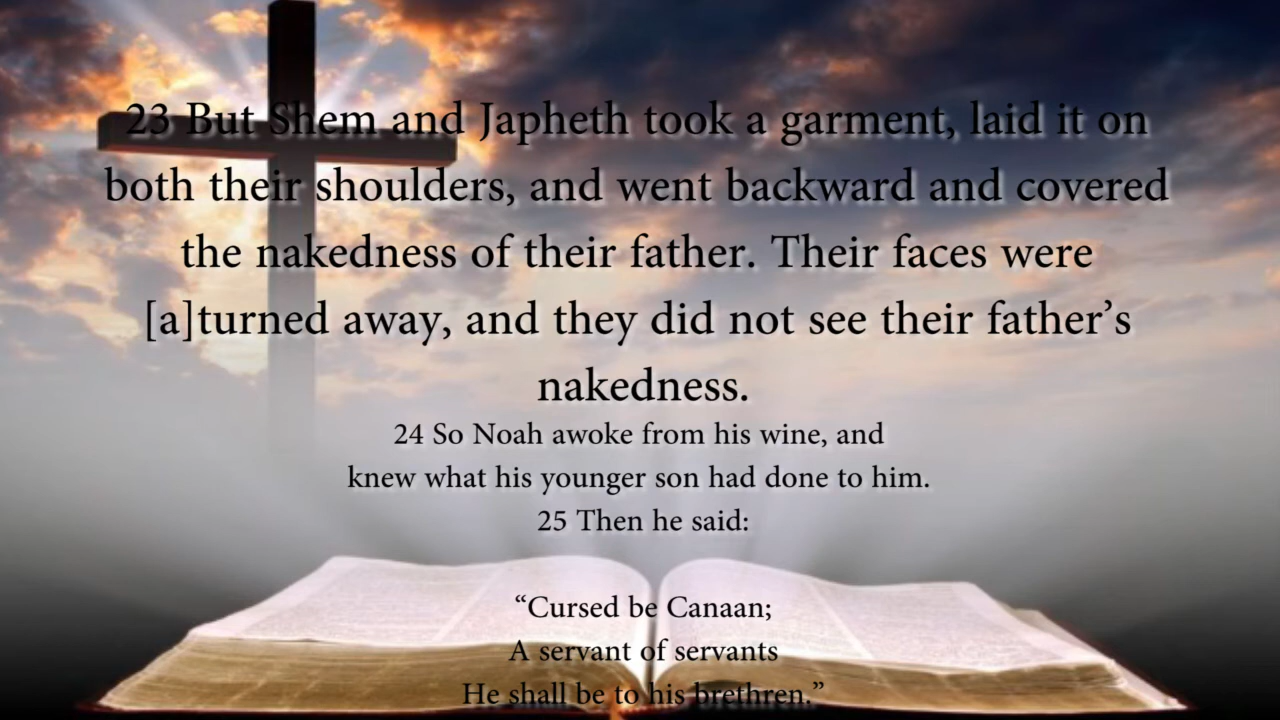 23 But Shem and Japheth took a garment, laid it on
both their shoulders, and went backward and covered
the nakedness of their father. Their faces were
[a]turned away, and they did not see their father’s
nakedness.
24 So Noah awoke from his wine, and
knew what his younger son had done to him.
25 Then he said:
“Cursed be Canaan;
A servant of servants
He shall be to his brethren.”